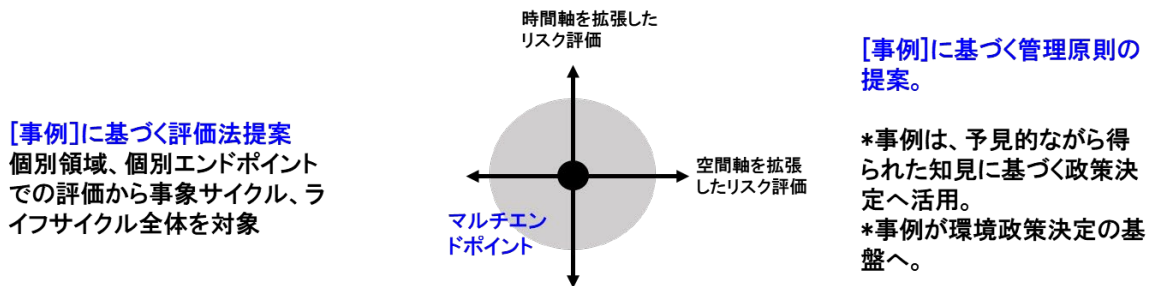 [事例]に基づく評価法提案
個別領域、個別エンドポイント
での評価から事象サイクル、ラ
イフサイクル全体を対象
時間軸を拡張した
リスク評価
空間軸を拡張
したリスク評価
マルチエン
ドポイント
[事例]に基づく管理原則の
提案。
*事例は、予見的ながら得
られた知見に基づく政策決
定へ活用。
*事例が環境政策決定の基
盤へ。